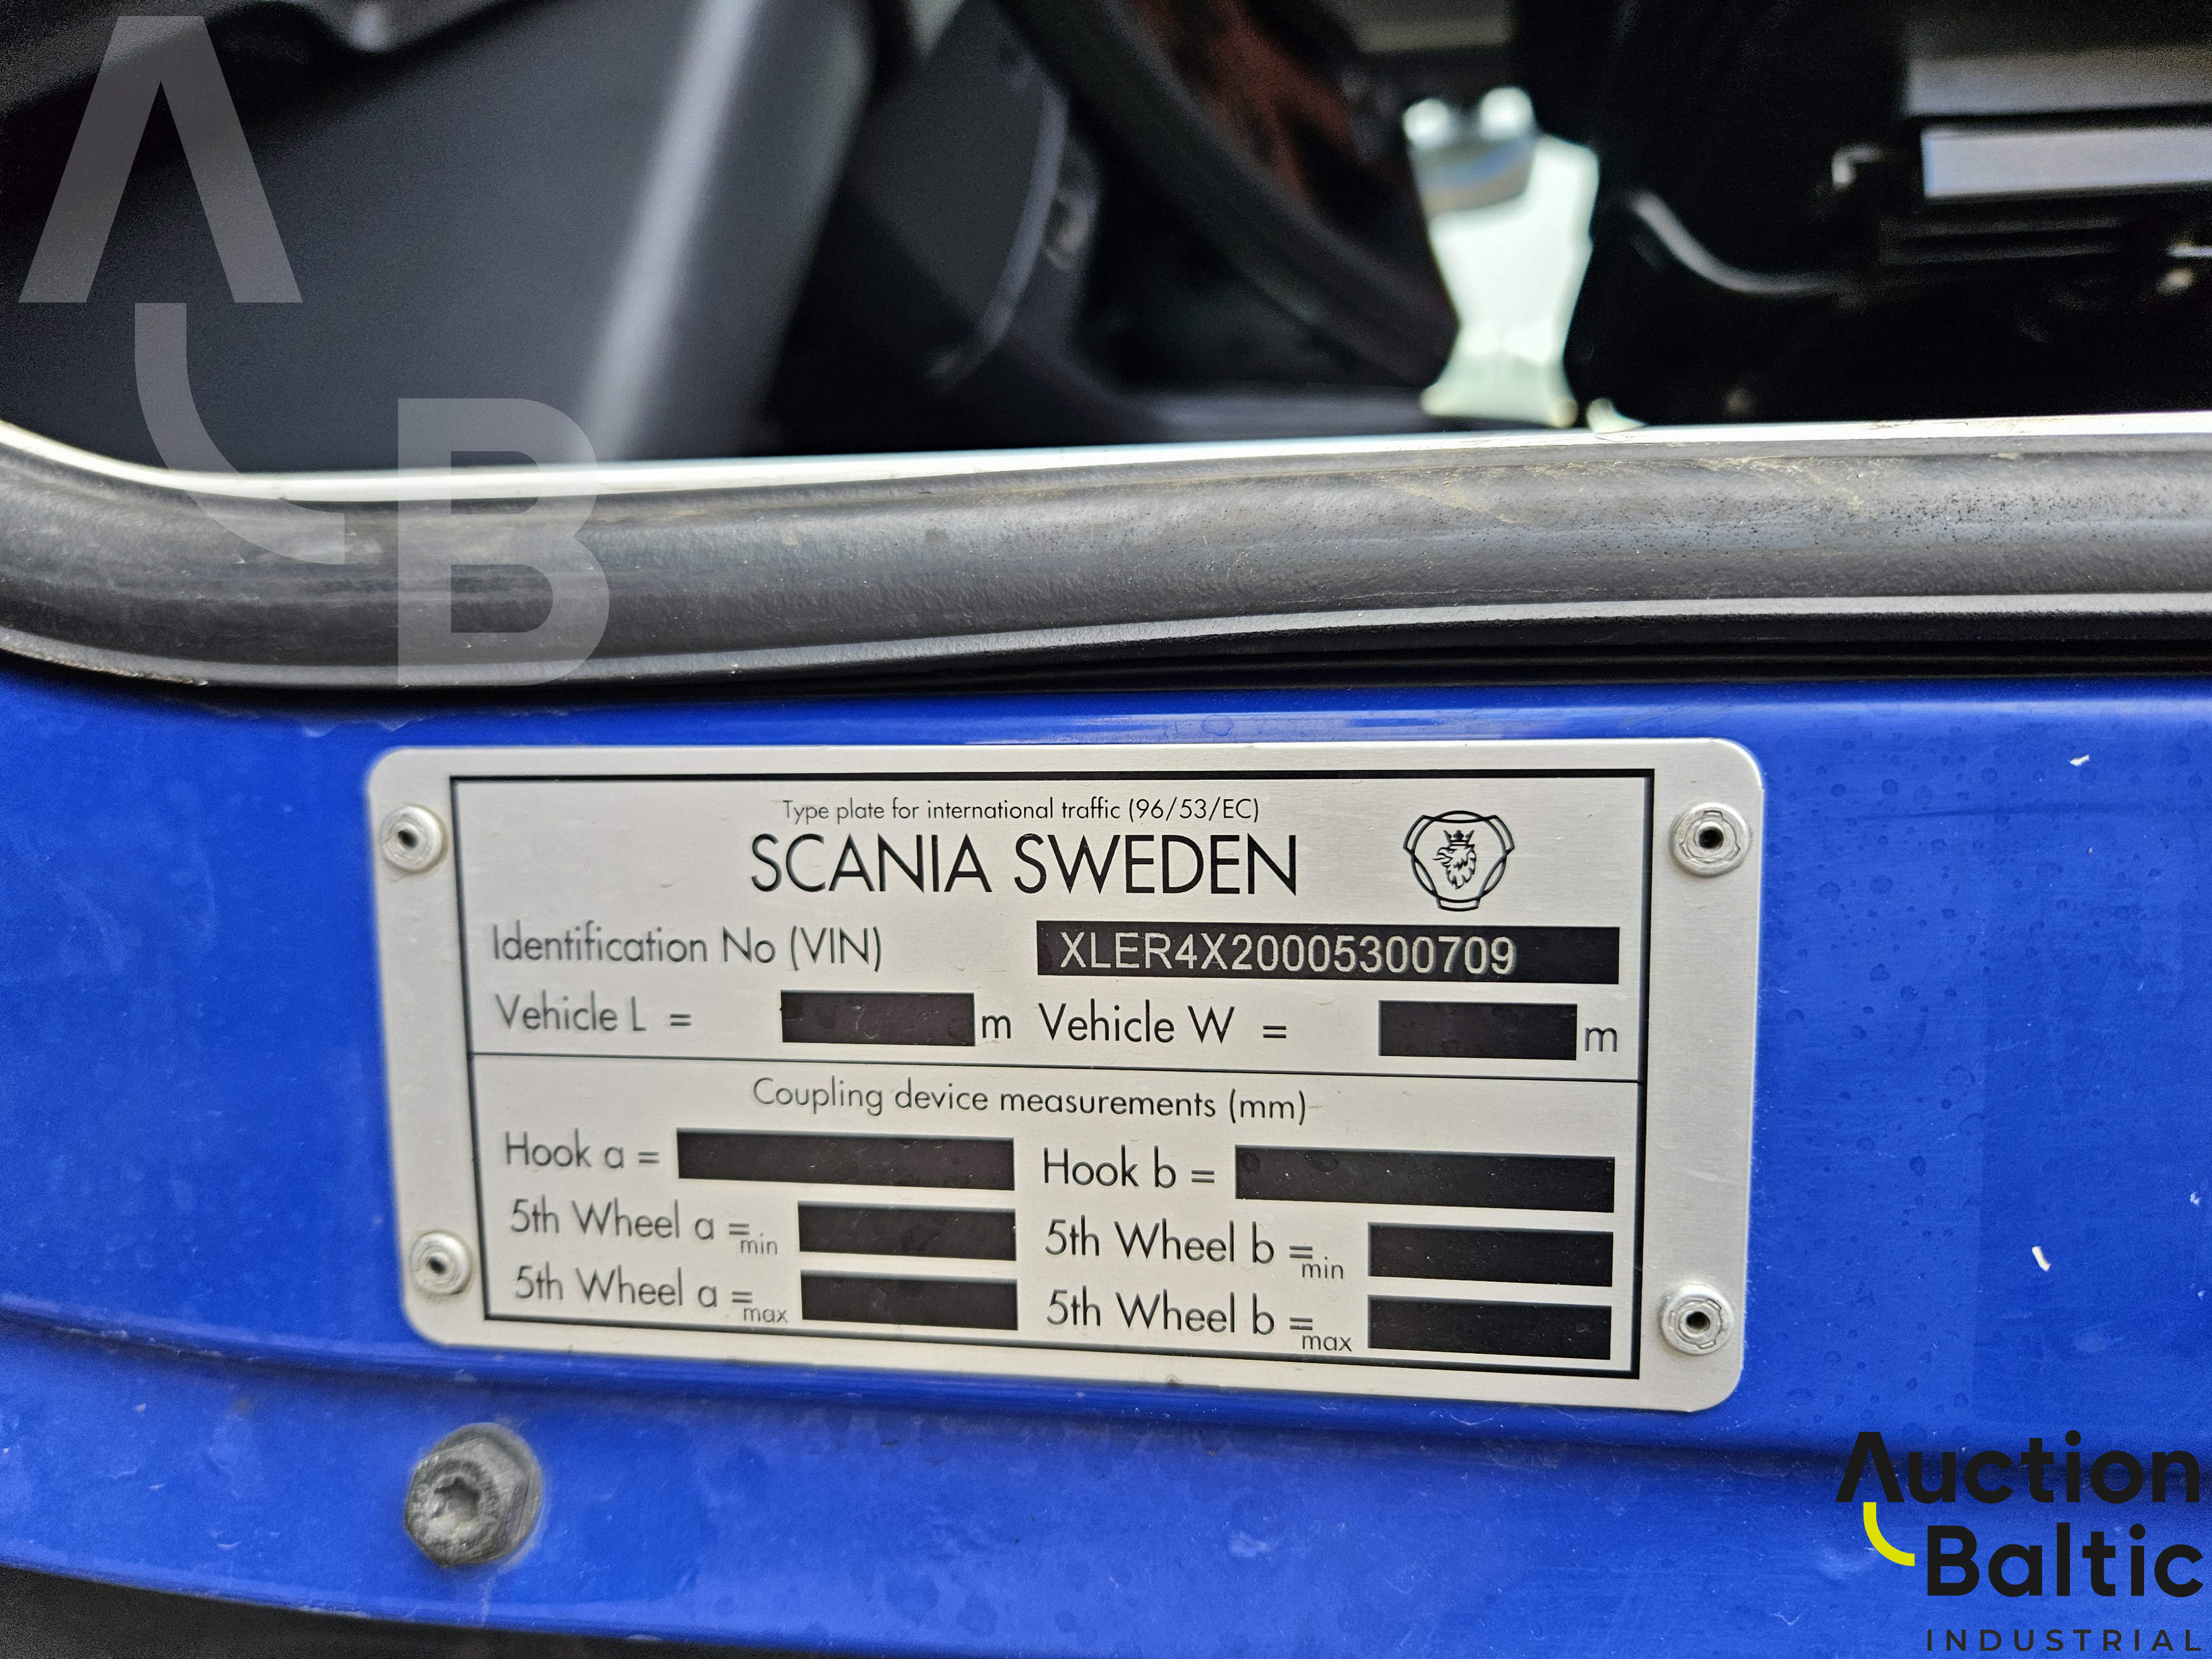 Type plate for international traffic (96/53/EC)
SCANIA SWEDEN
Identification No (VIN) XLER4X20005300709
Vehicle L = m Vehicle W = m
Coupling device measurements (mm)
Hook a = Hook b =
5th Wheel a =min 5th Wheel b =min
5th Wheel a =max 5th Wheel b =max
Auction
Baltic
INDUSTRIAL
AB